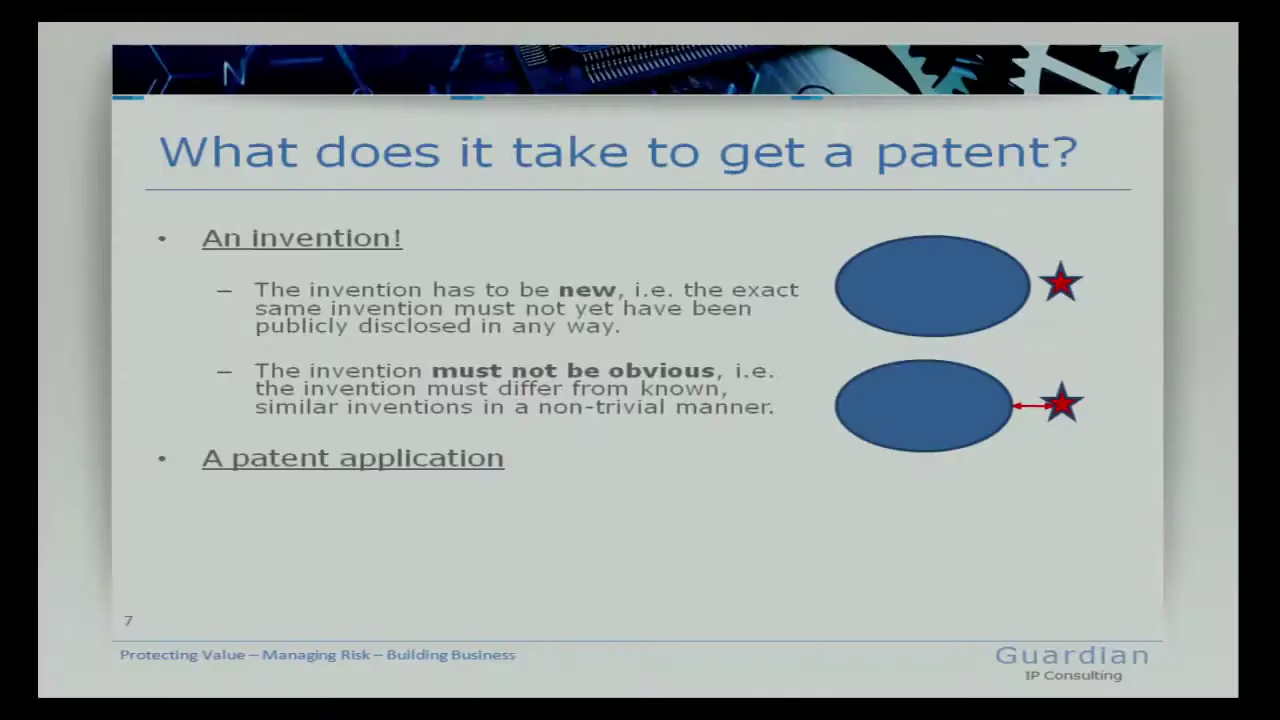 N
What does it take to get a patent?
• An invention!
– The invention has to be new, i.e. the exact
same invention must not yet have been
publicly disclosed in any way.
– The invention must not be obvious, i.e.
the invention must differ from known,
similar inventions in a non-trivial manner.
• A patent application
7
Protecting Value – Managing Risk – Building Business
Guardian
IP Consulting